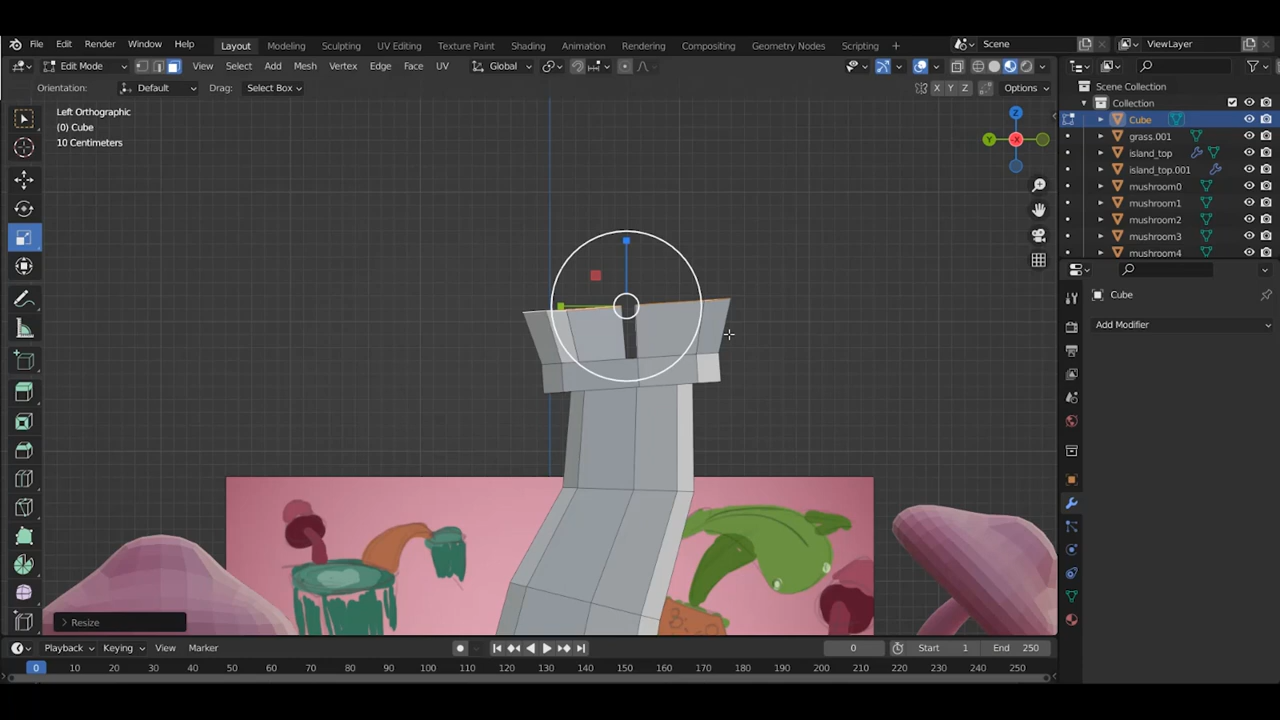 File Edit Render Window Help Layout Modeling Sculpting UV Editing Texture Paint Shading Animation Rendering Compositing Geometry Nodes Scripting + Scene ViewLayer
Edit Mode View Select Add Mesh Vertex Edge Face UV Global
Orientation: Default Drag: Select Box X Y Z Options
Left Orthographic
(0) Cube
10 Centimeters
Z
Y
X
Scene Collection
Collection
Cube
grass.001
island_top
island_top.001
mushroom0
mushroom1
mushroom2
mushroom3
mushroom4
Cube
Add Modifier
Resize
Playback Keying View Marker 0 Start 1 End 250
0 10 20 30 40 50 60 70 80 90 100 110 120 130 140 150 160 170 180 190 200 210 220 230 240 250